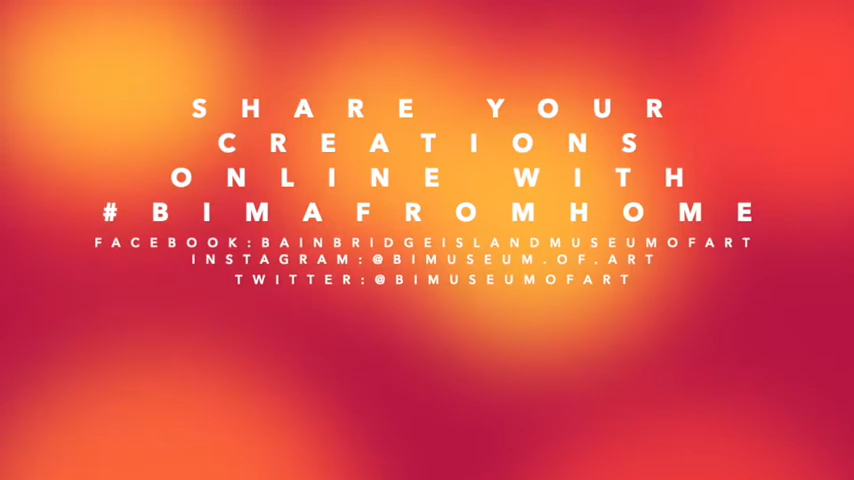 SHARE YOUR
CREATIONS
ONLINE WITH
#BIMAFROMHOME
FACEBOOK:BAINBRIDGEISLANDMUSEUMOFART
INSTAGRAM:@BIMUSEUM.OF.ART
TWITTER:@BIMUSEUMOFART